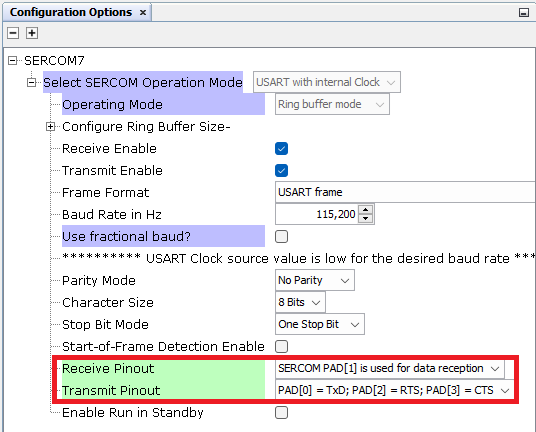 Configuration Options
SERCOM7
Select SERCOM Operation Mode USART with internal Clock
Operating Mode Ring buffer mode
Configure Ring Buffer Size-
Receive Enable
Transmit Enable
Frame Format USART frame
Baud Rate in Hz 115,200
Use fractional baud?
********** USART Clock source value is low for the desired baud rate ***
Parity Mode No Parity
Character Size 8 Bits
Stop Bit Mode One Stop Bit
Start-of-Frame Detection Enable
Receive Pinout SERCOM PAD[1] is used for data reception
Transmit Pinout PAD[0] = TxD; PAD[2] = RTS; PAD[3] = CTS
Enable Run in Standby